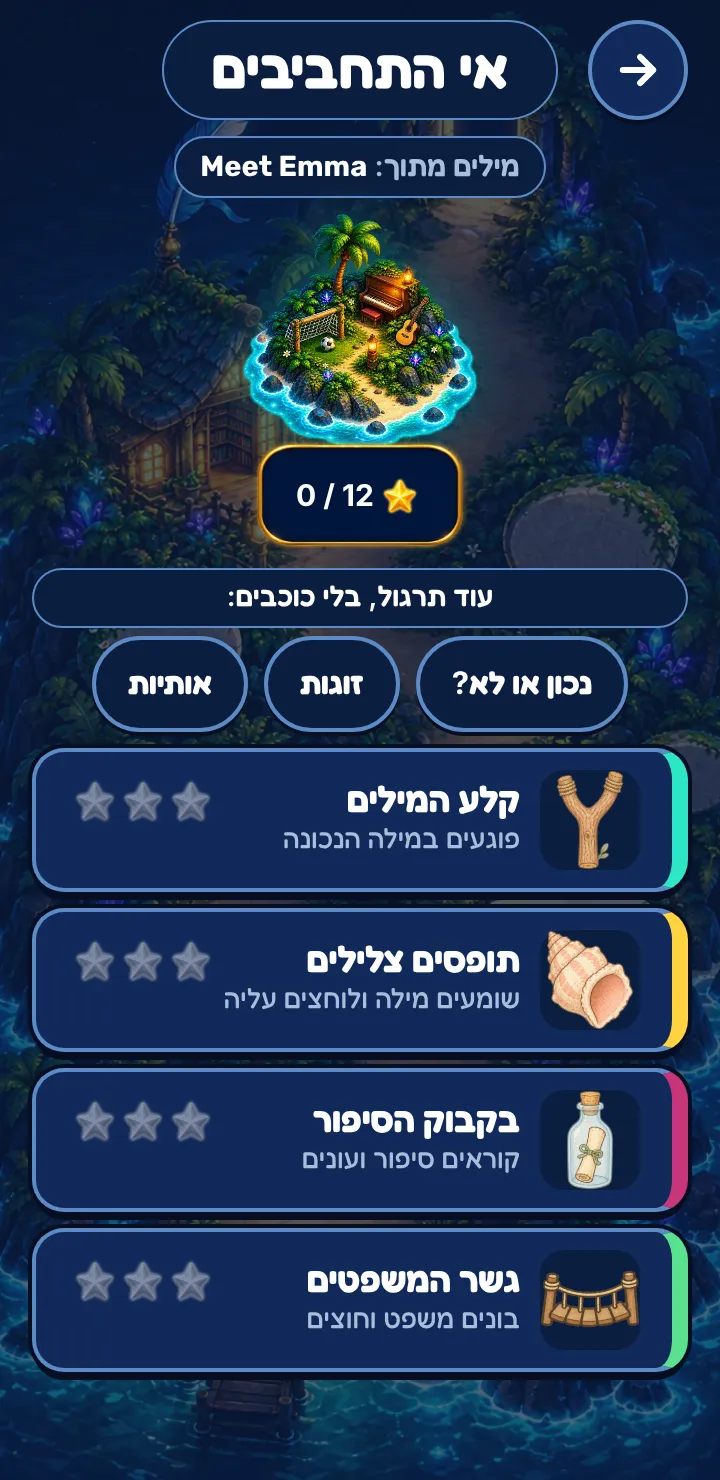 אי התחביבים
מילים מתוך: Meet Emma
0 / 12
עוד תרגול, בלי כוכבים:
נכון או לא?
זוגות
אותיות
קלע המילים
פוגעים במילה הנכונה
תופסים צלילים
שומעים מילה ולוחצים עליה
בקבוק הסיפור
קוראים סיפור ועונים
גשר המשפטים
בונים משפט וחוצים